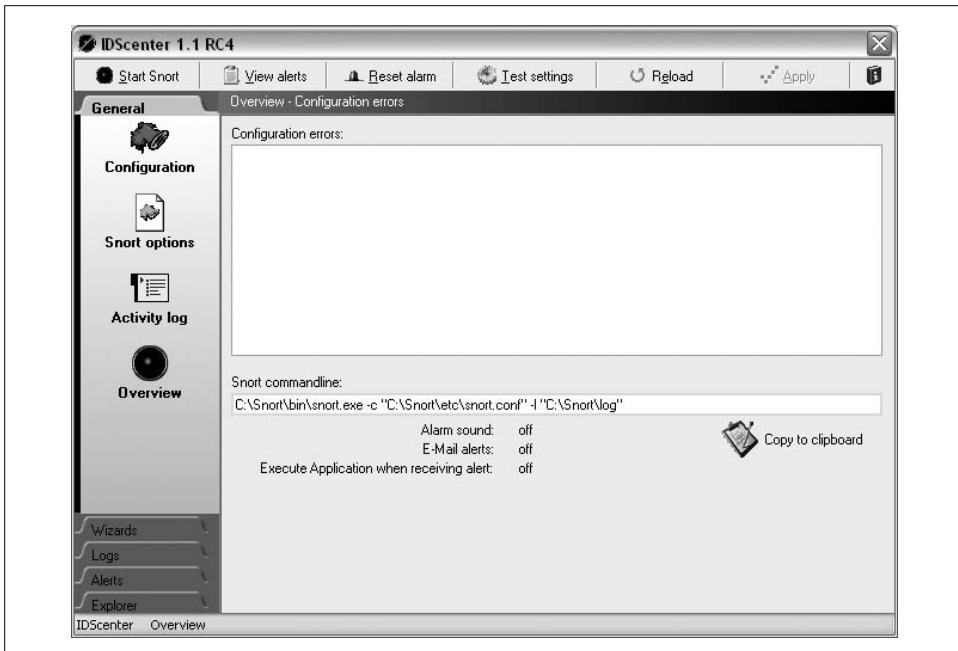 IDScenter 1.1 RC4
Start Snort View alerts Reset alarm Test settings Reload Apply
General
Overview - Configuration errors
Configuration errors:
Configuration
Snort options
Activity log
Overview
Snort commandline:
C:\Snort\bin\snort.exe -c "C:\Snort\etc\snort.conf" -l "C:\Snort\log"
Alarm sound: off
E-Mail alerts: off
Execute Application when receiving alert: off
Copy to clipboard
Wizards
Logs
Alerts
Explorer
IDScenter Overview